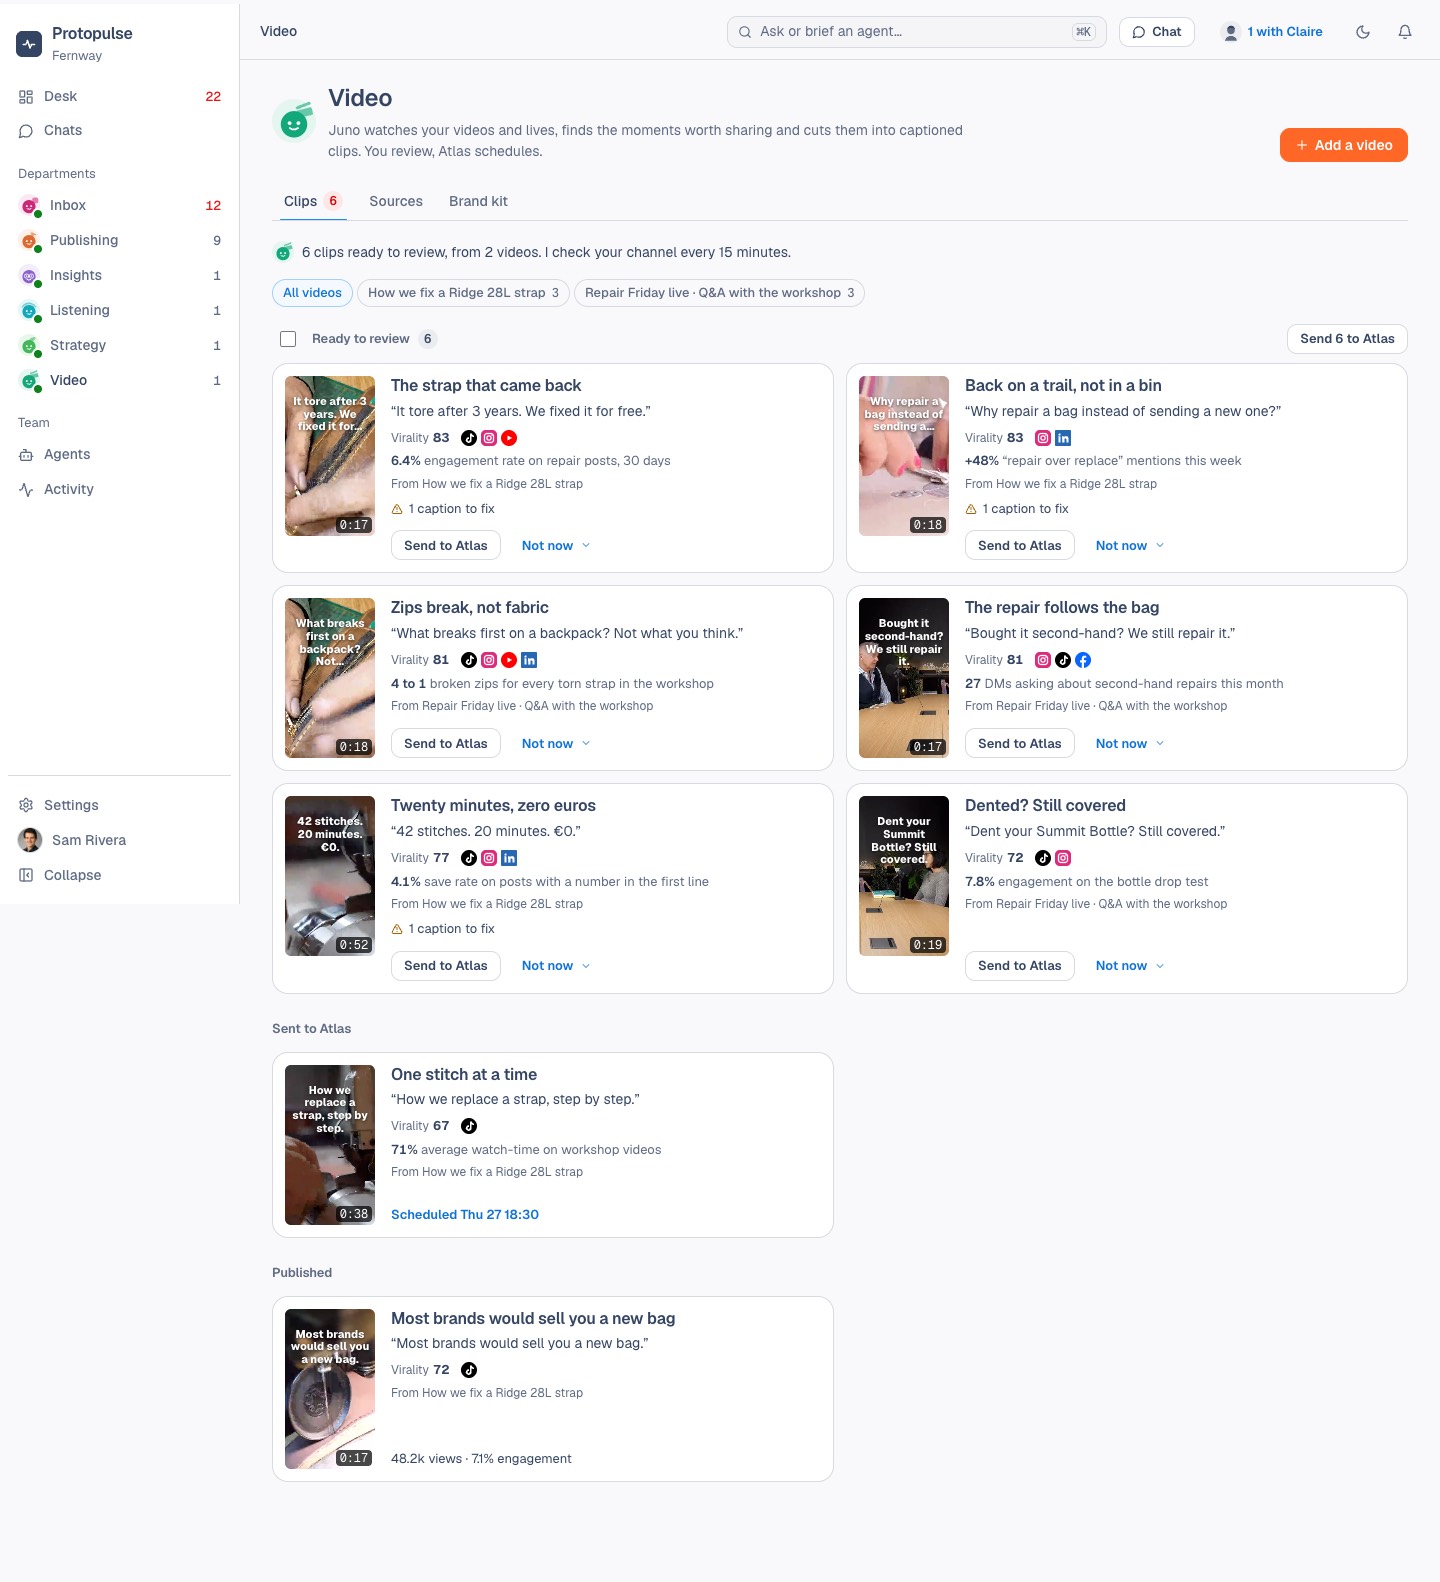 Protopulse
Fernway
Desk 22
Chats
Departments
Inbox 12
Publishing 9
Insights 1
Listening 1
Strategy 1
Video 1
Team
Agents
Activity
Settings
Sam Rivera
Collapse
Video
Ask or brief an agent...
⌘K
Chat
1 with Claire
Video
Juno watches your videos and lives, finds the moments worth sharing and cuts them into captioned
clips. You review, Atlas schedules.
+ Add a video
Clips 6
Sources
Brand kit
6 clips ready to review, from 2 videos. I check your channel every 15 minutes.
All videos
How we fix a Ridge 28L strap 3
Repair Friday live · Q&A with the workshop 3
Ready to review 6
Send 6 to Atlas
It tore after 3
years. We
fixed it for...
0:17
The strap that came back
“It tore after 3 years. We fixed it for free.”
Virality 83
6.4% engagement rate on repair posts, 30 days
From How we fix a Ridge 28L strap
1 caption to fix
Send to Atlas
Not now
Why repair a
bag instead of
sending a...
0:18
Back on a trail, not in a bin
“Why repair a bag instead of sending a new one?”
Virality 83
+48% “repair over replace” mentions this week
From How we fix a Ridge 28L strap
1 caption to fix
Send to Atlas
Not now
What breaks
first on a
backpack?
Not...
0:18
Zips break, not fabric
“What breaks first on a backpack? Not what you think.”
Virality 81
4 to 1 broken zips for every torn strap in the workshop
From Repair Friday live · Q&A with the workshop
Send to Atlas
Not now
Bought it
second-hand?
We still repair
it.
0:17
The repair follows the bag
“Bought it second-hand? We still repair it.”
Virality 81
27 DMs asking about second-hand repairs this month
From Repair Friday live · Q&A with the workshop
Send to Atlas
Not now
42 stitches.
20 minutes.
€0.
0:52
Twenty minutes, zero euros
“42 stitches. 20 minutes. €0.”
Virality 77
4.1% save rate on posts with a number in the first line
From How we fix a Ridge 28L strap
1 caption to fix
Send to Atlas
Not now
Dent your
Summit
Bottle? Still
covered.
0:19
Dented? Still covered
“Dent your Summit Bottle? Still covered.”
Virality 72
7.8% engagement on the bottle drop test
From Repair Friday live · Q&A with the workshop
Send to Atlas
Not now
Sent to Atlas
How we
replace a
strap, step by
step.
0:38
One stitch at a time
“How we replace a strap, step by step.”
Virality 67
71% average watch-time on workshop videos
From How we fix a Ridge 28L strap
Scheduled Thu 27 18:30
Published
Most brands
would sell you
a new bag.
0:17
Most brands would sell you a new bag
“Most brands would sell you a new bag.”
Virality 72
From How we fix a Ridge 28L strap
48.2k views · 7.1% engagement